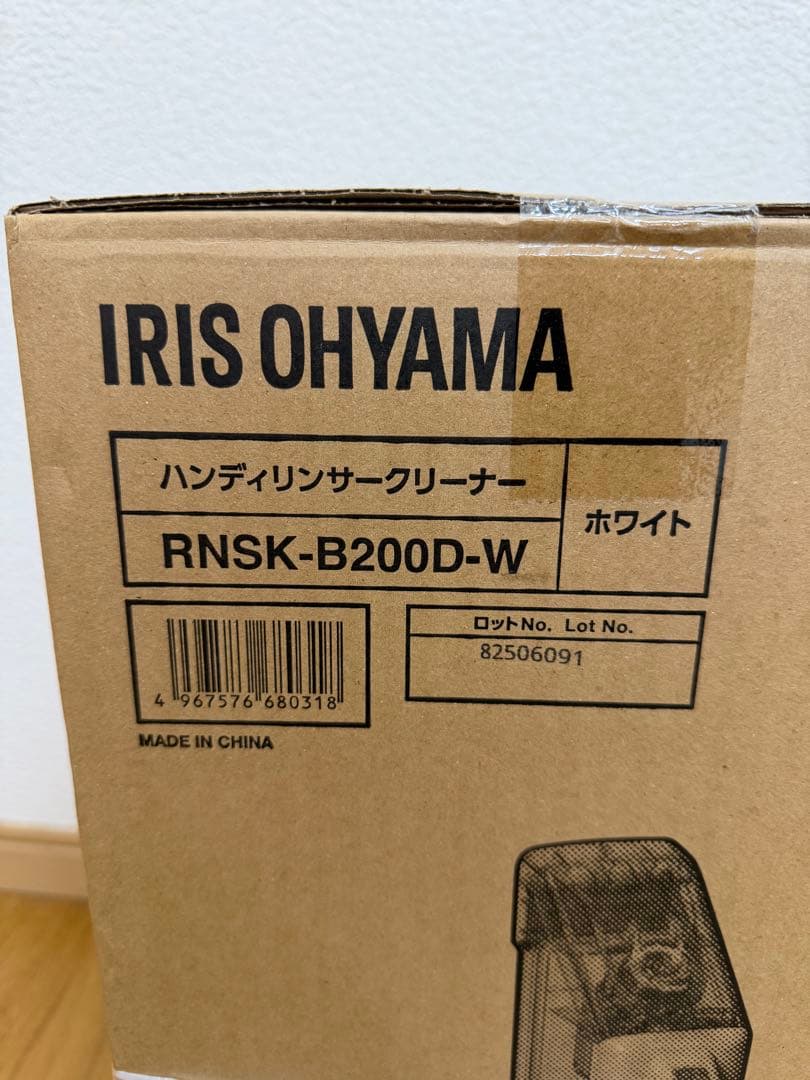 IRIS OHYAMA
ハンディリンサークリーナー
RNSK-B200D-W
ホワイト
4 967576 680318
ロットNo. Lot No.
82506091
MADE IN CHINA